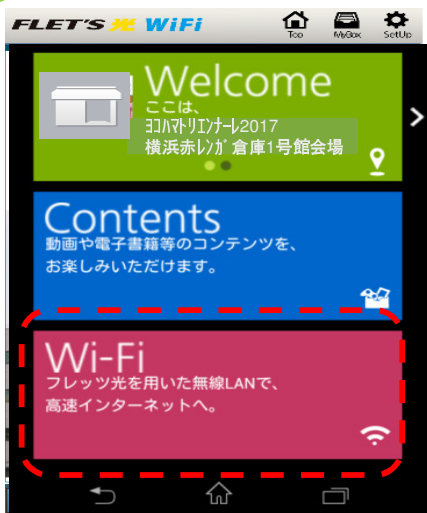 FLET'S 光 WiFi
Top MyBox SetUp
Welcome
ここは、
ﾖｺﾊﾏﾄﾘｴﾝﾅｰﾚ2017
横浜赤ﾚﾝｶﾞ倉庫1号館会場
Contents
動画や電子書籍等のコンテンツを、
お楽しみいただけます。
Wi-Fi
フレッツ光を用いた無線LANで、
高速インターネットへ。